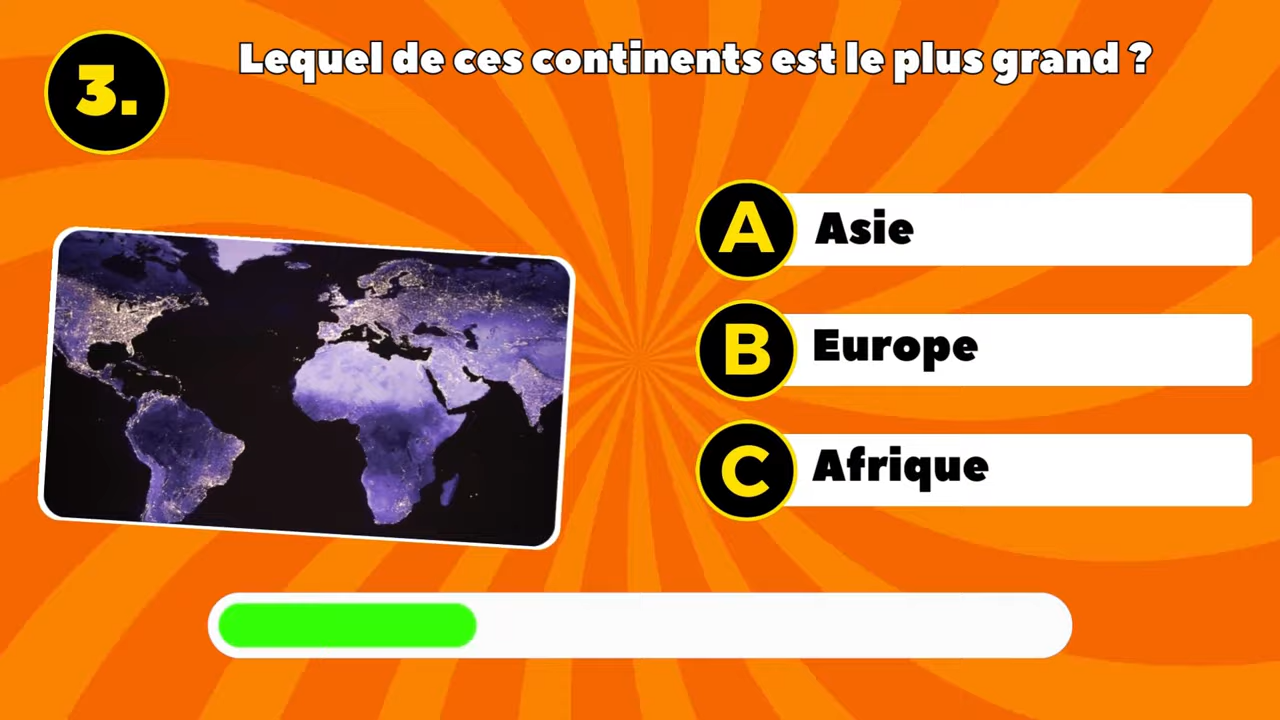 3.
Lequel de ces continents est le plus grand ?
A Asie
B Europe
C Afrique